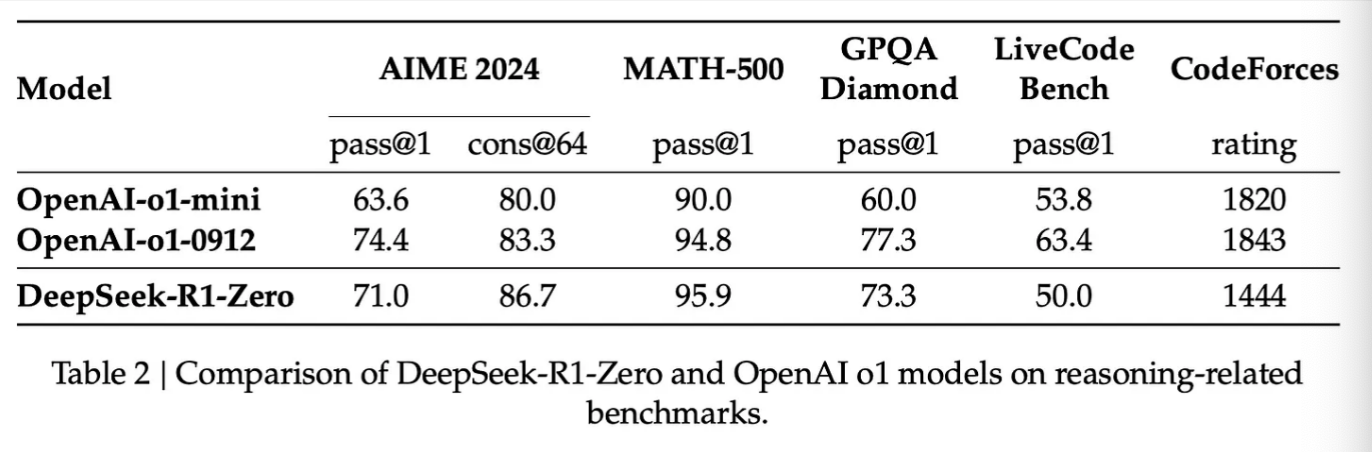 Model AIME 2024 MATH-500 GPQA Diamond LiveCode Bench CodeForces
pass@1 cons@64 pass@1 pass@1 pass@1 rating
OpenAI-o1-mini 63.6 80.0 90.0 60.0 53.8 1820
OpenAI-o1-0912 74.4 83.3 94.8 77.3 63.4 1843
DeepSeek-R1-Zero 71.0 86.7 95.9 73.3 50.0 1444
Table 2 | Comparison of DeepSeek-R1-Zero and OpenAI o1 models on reasoning-related
benchmarks.